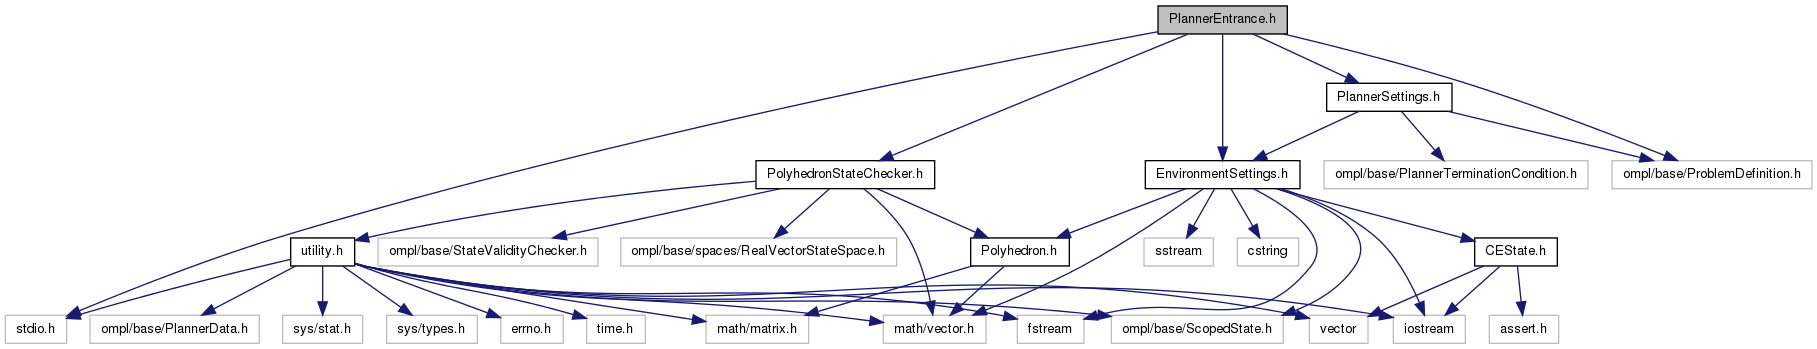 PlannerEntrance.h
PlannerSettings.h
PolyhedronStateChecker.h
EnvironmentSettings.h
ompl/base/PlannerTerminationCondition.h
ompl/base/ProblemDefinition.h
utility.h
ompl/base/StateValidityChecker.h
ompl/base/spaces/RealVectorStateSpace.h
Polyhedron.h
sstream
cstring
CEState.h
stdio.h
ompl/base/PlannerData.h
sys/stat.h
sys/types.h
errno.h
time.h
math/matrix.h
math/vector.h
fstream
ompl/base/ScopedState.h
vector
iostream
assert.h